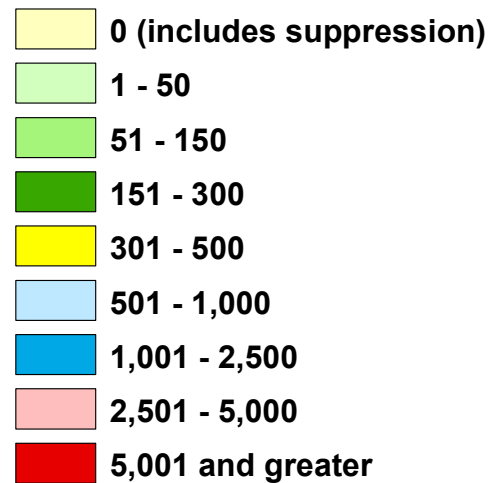 0 (includes suppression)
1 - 50
51 - 150
151 - 300
301 - 500
501 - 1,000
1,001 - 2,500
2,501 - 5,000
5,001 and greater